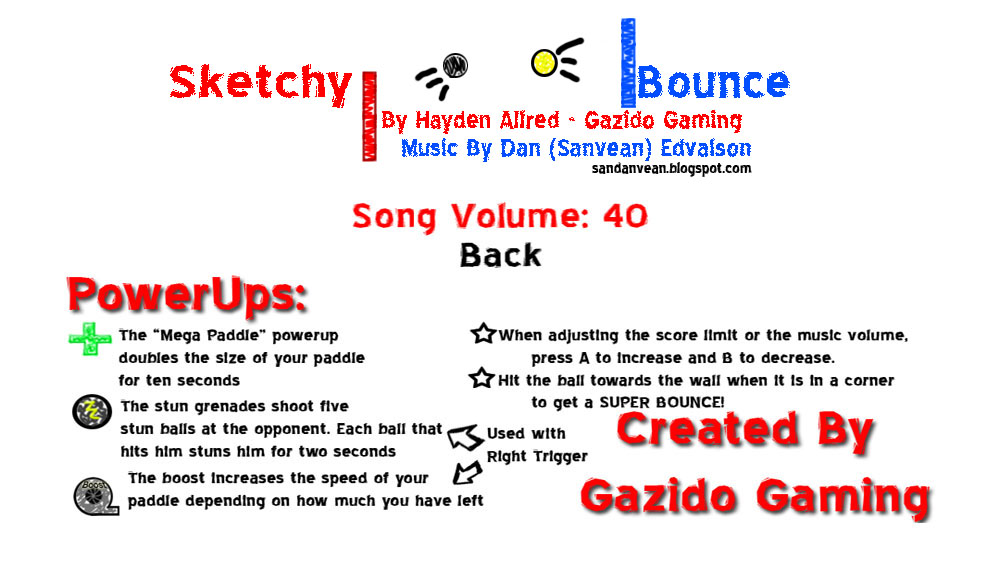 Sketchy Bounce
By Hayden Allred - Gazido Gaming
Music By Dan (Sanvean) Edvalson
sandanvean.blogspot.com
Song Volume: 40
Back
PowerUps:
The "Mega Paddle" powerup
doubles the size of your paddle
for ten seconds
The stun grenades shoot five
stun balls at the opponent. Each ball that
hits him stuns him for two seconds
Boost
The boost increases the speed of your
paddle depending on how much you have left
Used with
Right Trigger
When adjusting the score limit or the music volume,
press A to increase and B to decrease.
Hit the ball towards the wall when it is in a corner
to get a SUPER BOUNCE!
Created By
Gazido Gaming